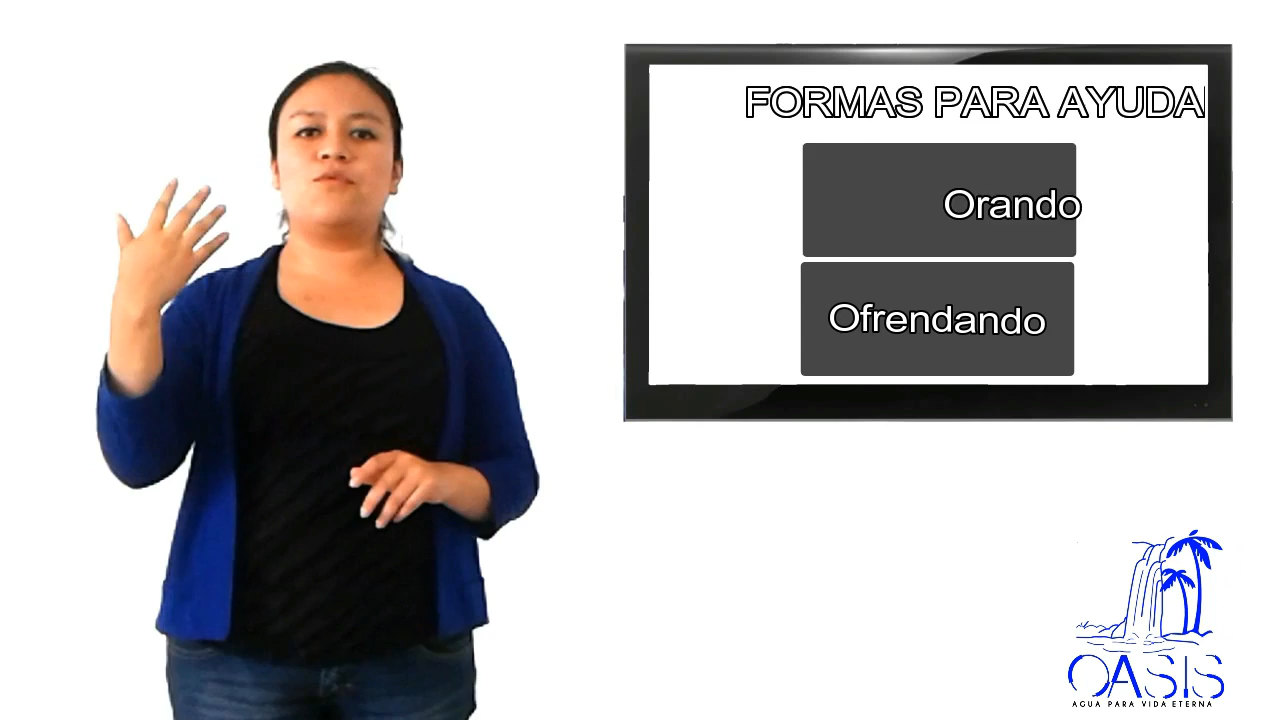 FORMAS PARA AYUDA
Orando
Ofrendando
OASIS
AGUA PARA VIDA ETERNA